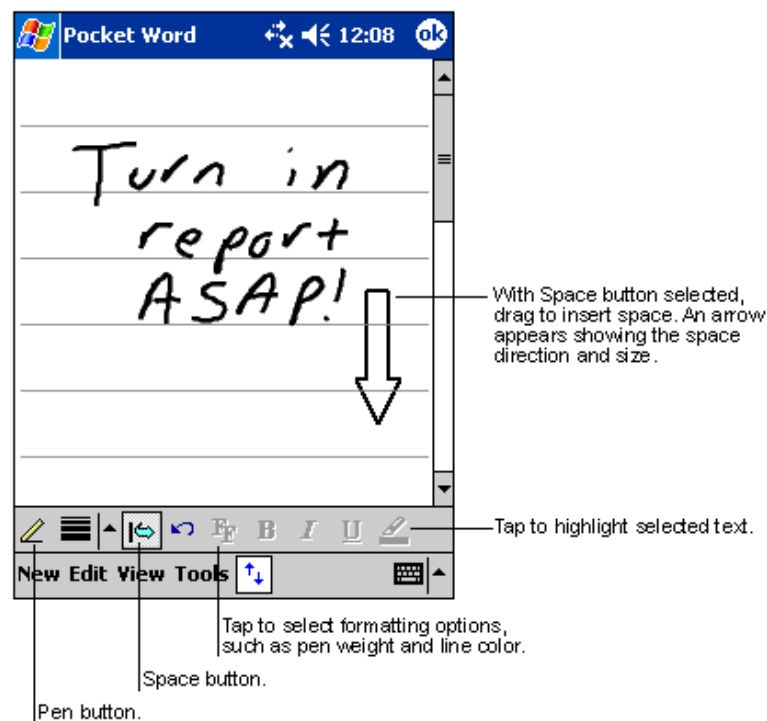 Pocket Word 12:08 ok
Turn in
report
ASAP!
With Space button selected,
drag to insert space. An arrow
appears showing the space
direction and size.
FF B I U
Tap to highlight selected text.
New Edit View Tools
Tap to select formatting options,
such as pen weight and line color.
Space button.
Pen button.